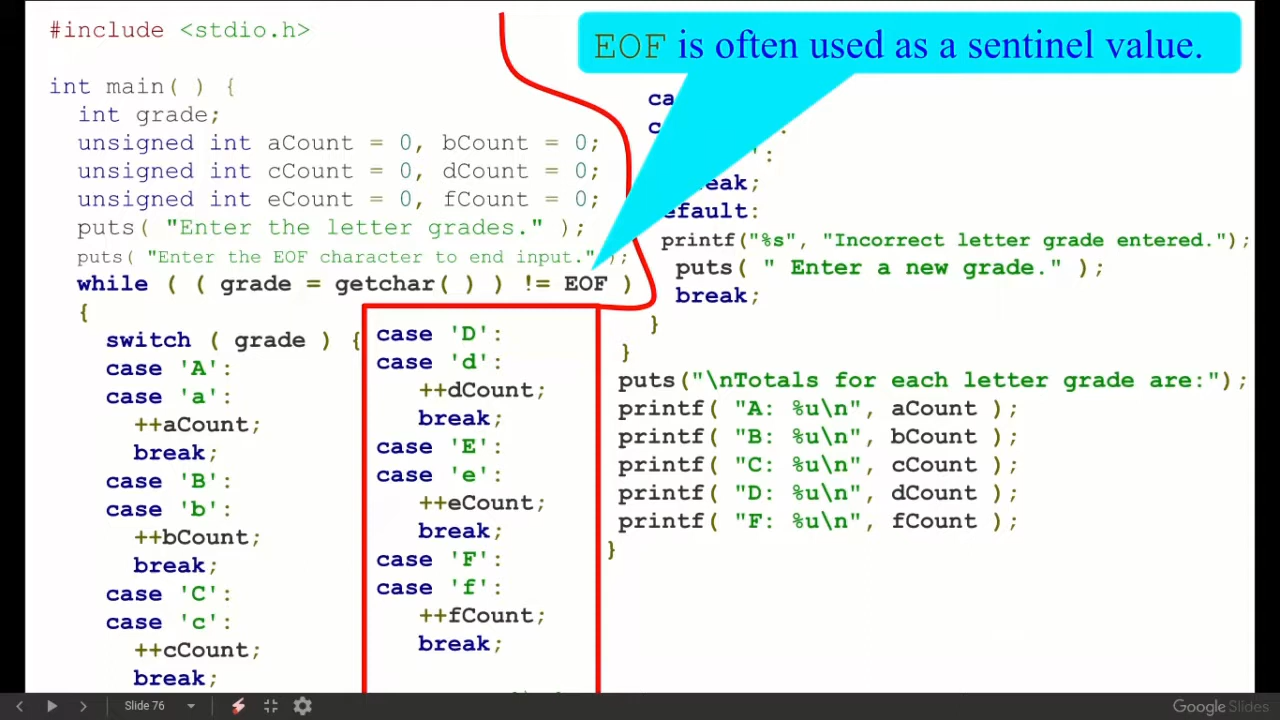 EOF is often used as a sentinel value.
#include <stdio.h>
int main( ) {
int grade;
unsigned int aCount = 0, bCount = 0;
unsigned int cCount = 0, dCount = 0;
unsigned int eCount = 0, fCount = 0;
puts( "Enter the letter grades." );
puts( "Enter the EOF character to end input." );
while ( ( grade = getchar( ) ) != EOF )
{
switch ( grade ) {
case 'A':
case 'a':
++aCount;
break;
case 'B':
case 'b':
++bCount;
break;
case 'C':
case 'c':
++cCount;
break;
case 'D':
case 'd':
++dCount;
break;
case 'E':
case 'e':
++eCount;
break;
case 'F':
case 'f':
++fCount;
break;
printf("%s", "Incorrect letter grade entered.");
puts( " Enter a new grade." );
break;
}
}
puts("\nTotals for each letter grade are:");
printf( "A: %u\n", aCount );
printf( "B: %u\n", bCount );
printf( "C: %u\n", cCount );
printf( "D: %u\n", dCount );
printf( "F: %u\n", fCount );
}
Slide 76
Google Slides